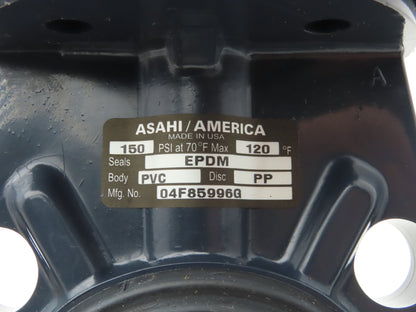 A
ASAHI/AMERICA
MADE IN USA
150 PSI at 70°F Max 120 °F
Seals EPDM
Body PVC Disc PP
Mfg. No. 04F85996G